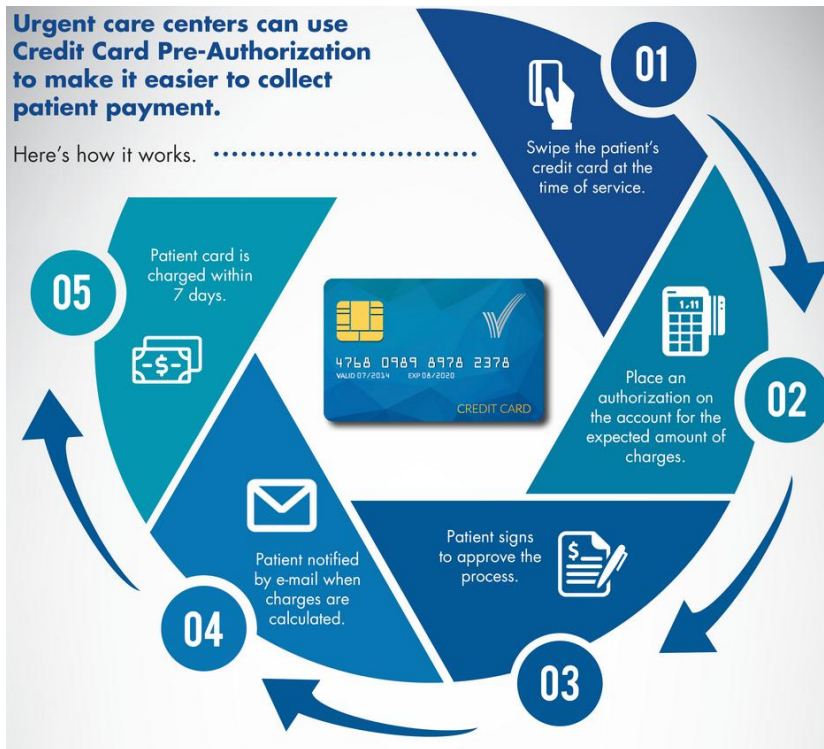 Urgent care centers can use
Credit Card Pre-Authorization
to make it easier to collect
patient payment.
Here's how it works.
01
Swipe the patient's
credit card at the
time of service.
02
1.11
Place an
authorization on
the account for the
expected amount of
charges.
03
Patient signs
to approve the
process.
$
04
Patient notified
by e-mail when
charges are
calculated.
05
Patient card is
charged within
7 days.
-$-
4768 0989 8978 2378
VALID 07/2014 EXP 08/2020
CREDIT CARD